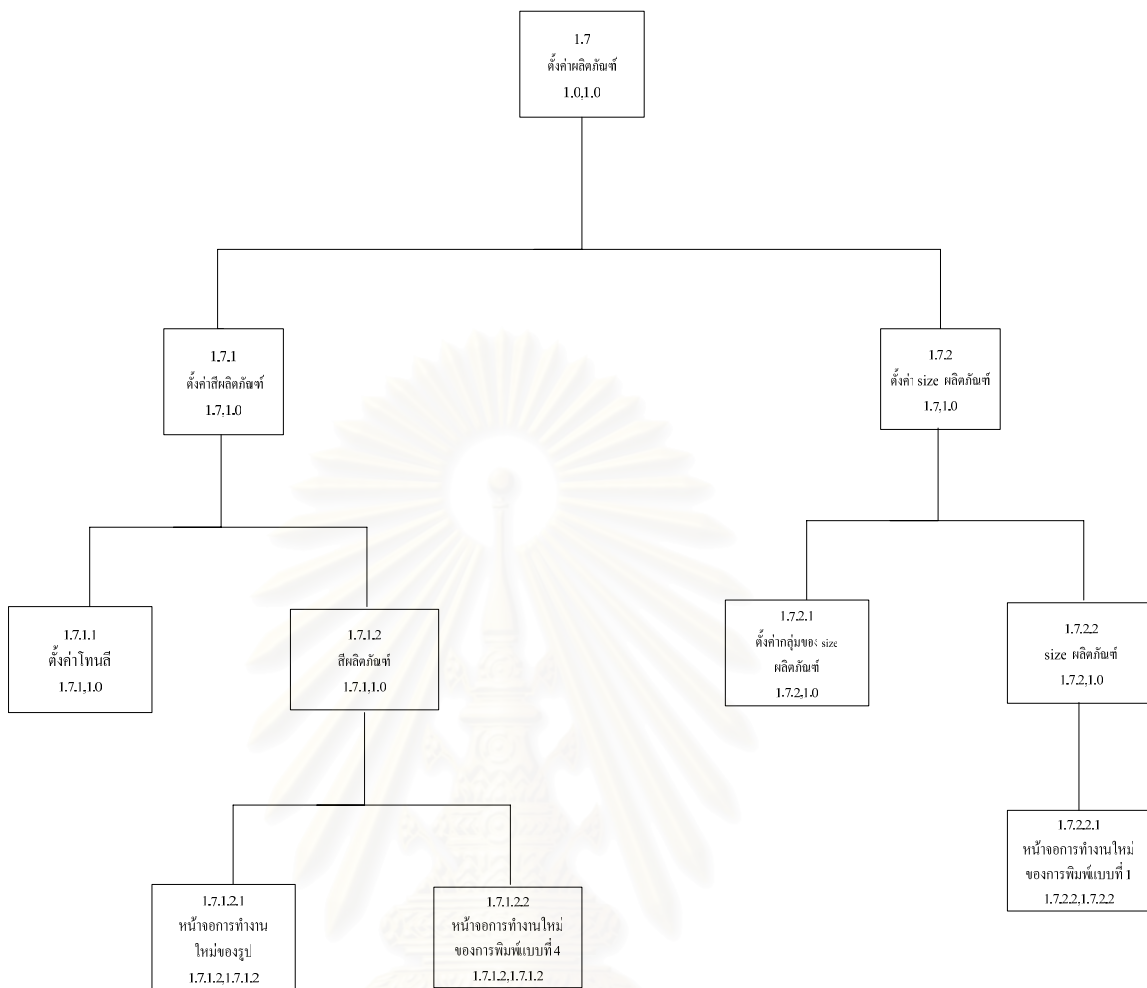 1.7
ตั้งค่าผลิตภัณฑ์
1.0,1.0
1.7.1
ตั้งค่าสีผลิตภัณฑ์
1.7,1.0
1.7.2
ตั้งค่า size ผลิตภัณฑ์
1.7,1.0
1.7.1.1
ตั้งค่าโทนสี
1.7.1,1.0
1.7.1.2
สีผลิตภัณฑ์
1.7.1,1.0
1.7.2.1
ตั้งค่ากลุ่มของ size
ผลิตภัณฑ์
1.7.2,1.0
1.7.2.2
size ผลิตภัณฑ์
1.7.2,1.0
1.7.1.2.1
หน้าจอการทำงาน
ใหม่ของรูป
1.7.1.2,1.7.1.2
1.7.1.2.2
หน้าจอการทำงานใหม่
ของการพิมพ์แบบที่ 4
1.7.1.2,1.7.1.2
1.7.2.2.1
หน้าจอการทำงานใหม่
ของการพิมพ์แบบที่ 1
1.7.2.2,1.7.2.2